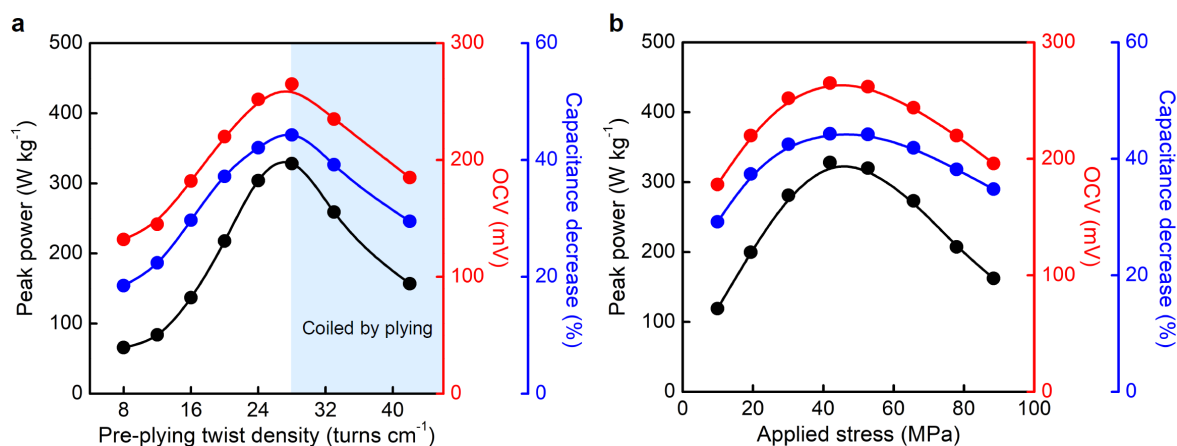 a
500
400
300
200
100
0
Peak power (W kg⁻¹)
8 16 24 32 40
Pre-plying twist density (turns cm⁻¹)
Coiled by plying
300
200
100
0
OCV (mV)
60
40
20
0
Capacitance decrease (%)
b
500
400
300
200
100
0
Peak power (W kg⁻¹)
0 20 40 60 80 100
Applied stress (MPa)
300
200
100
0
OCV (mV)
60
40
20
0
Capacitance decrease (%)